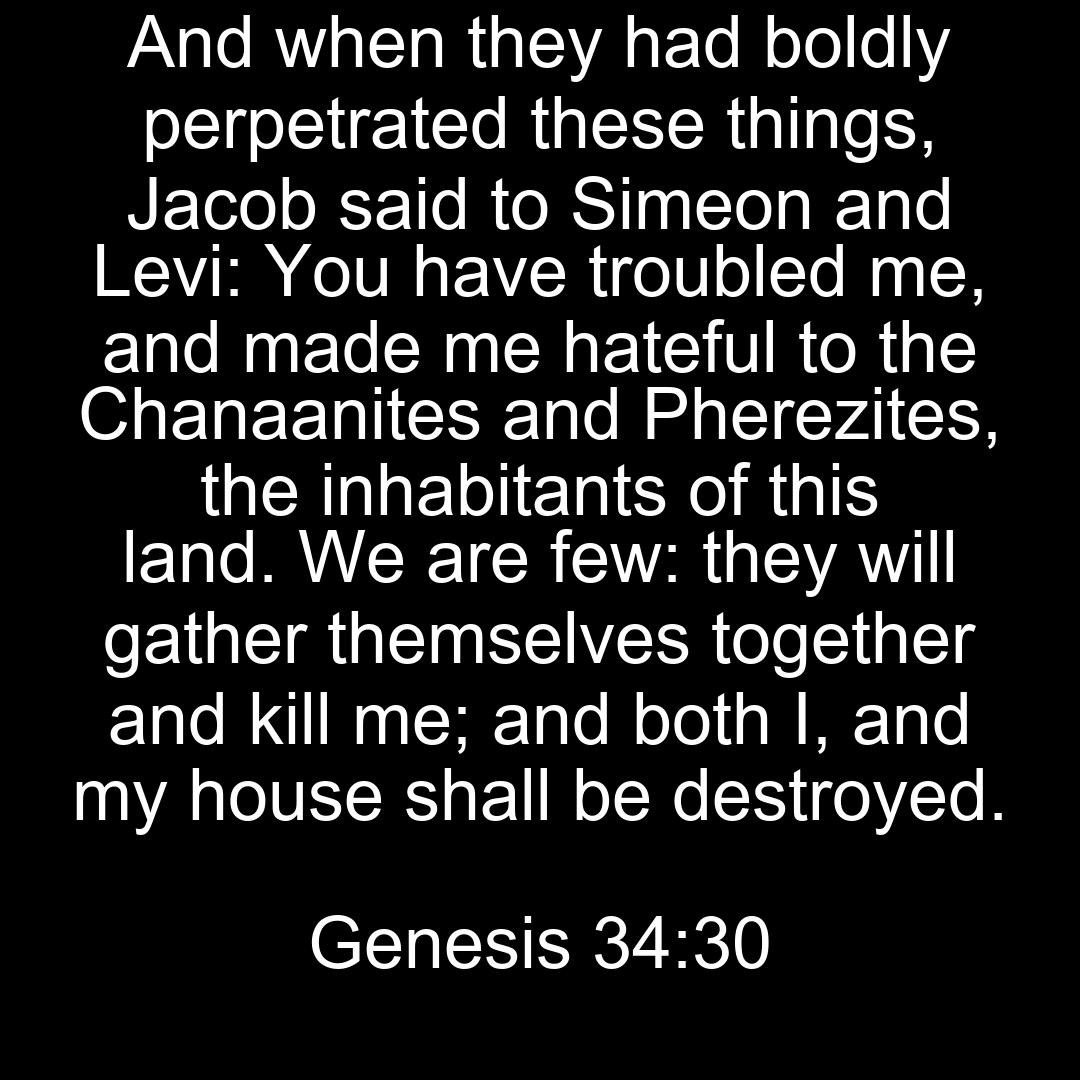 And when they had boldly
perpetrated these things,
Jacob said to Simeon and
Levi: You have troubled me,
and made me hateful to the
Chanaanites and Pherezites,
the inhabitants of this
land. We are few: they will
gather themselves together
and kill me; and both I, and
my house shall be destroyed.
Genesis 34:30